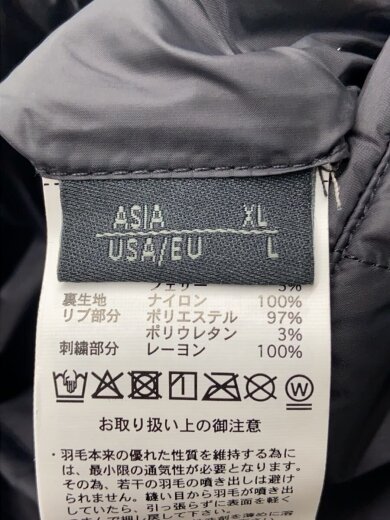 ASIA XL
USA/EU L
フェザー 5%
裏生地 ナイロン 100%
リブ部分 ポリエステル 97%
ポリウレタン 3%
刺繍部分 レーヨン 100%
お取り扱い上の御注意
・羽毛本来の優れた性質を維持する為に
は、最小限の通気性が必要となります。
その為、若干の羽毛の噴き出しは避け
られません。縫い目から羽毛が噴き出
したら、引っ張らずに表面を軽く